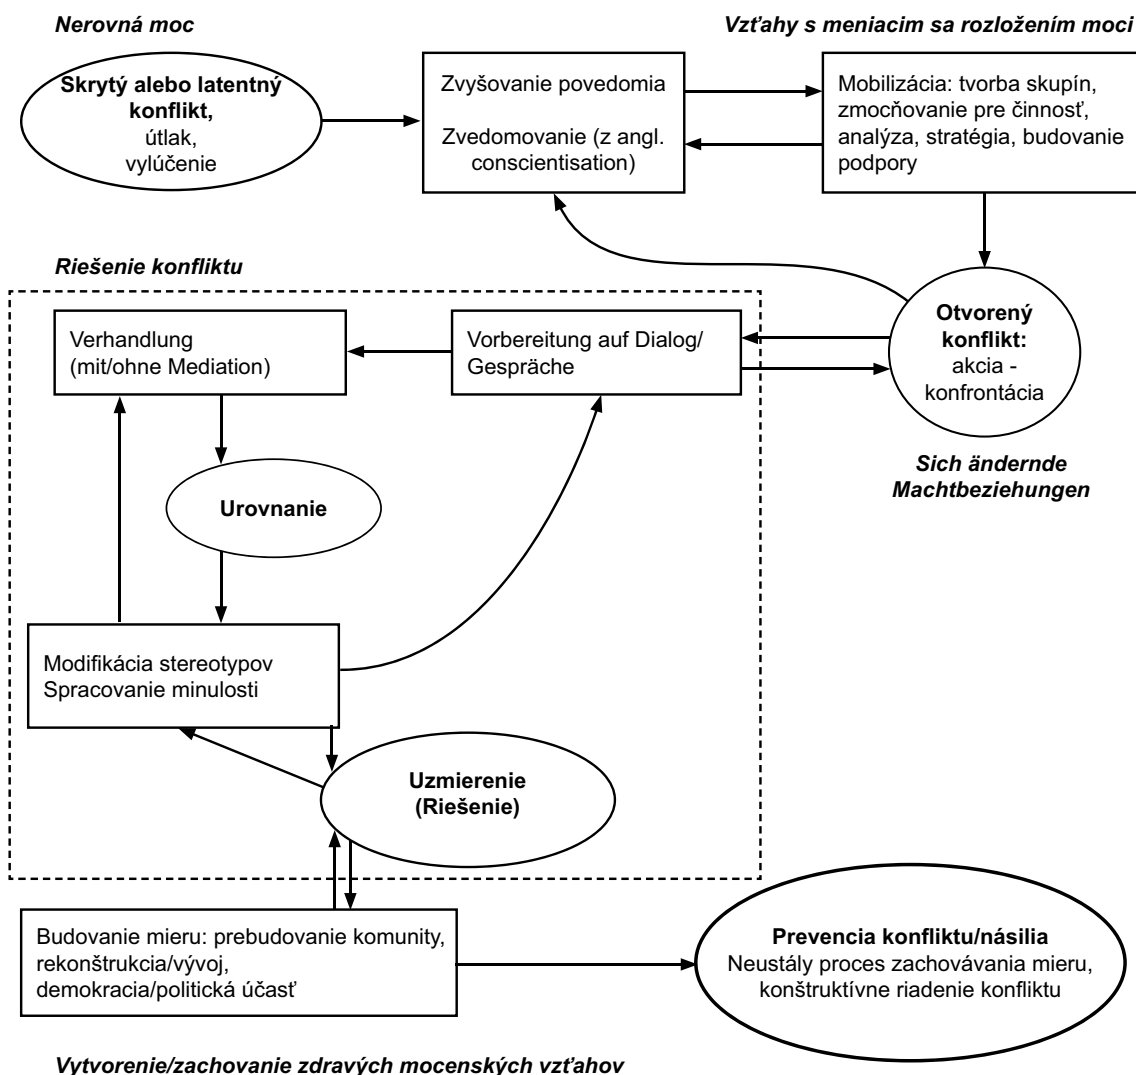 Nerovná moc
Vzťahy s meniacim sa rozložením moci
Skrytý alebo latentný
konflikt,
útlak,
vylúčenie
Zvyšovanie povedomia
Zvedomovanie (z angl.
conscientisation)
Mobilizácia: tvorba skupín,
zmocňovanie pre činnosť,
analýza, stratégia, budovanie
podpory
Riešenie konfliktu
Verhandlung
(mit/ohne Mediation)
Vorbereitung auf Dialog/
Gespräche
Otvorený
konflikt:
akcia -
konfrontácia
Sich ändernde
Machtbeziehungen
Urovnanie
Modifikácia stereotypov
Spracovanie minulosti
Uzmierenie
(Riešenie)
Budovanie mieru: prebudovanie komunity,
rekonštrukcia/vývoj,
demokracia/politická účasť
Prevencia konfliktu/násilia
Neustály proces zachovávania mieru,
konštruktívne riadenie konfliktu
Vytvorenie/zachovanie zdravých mocenských vzťahov